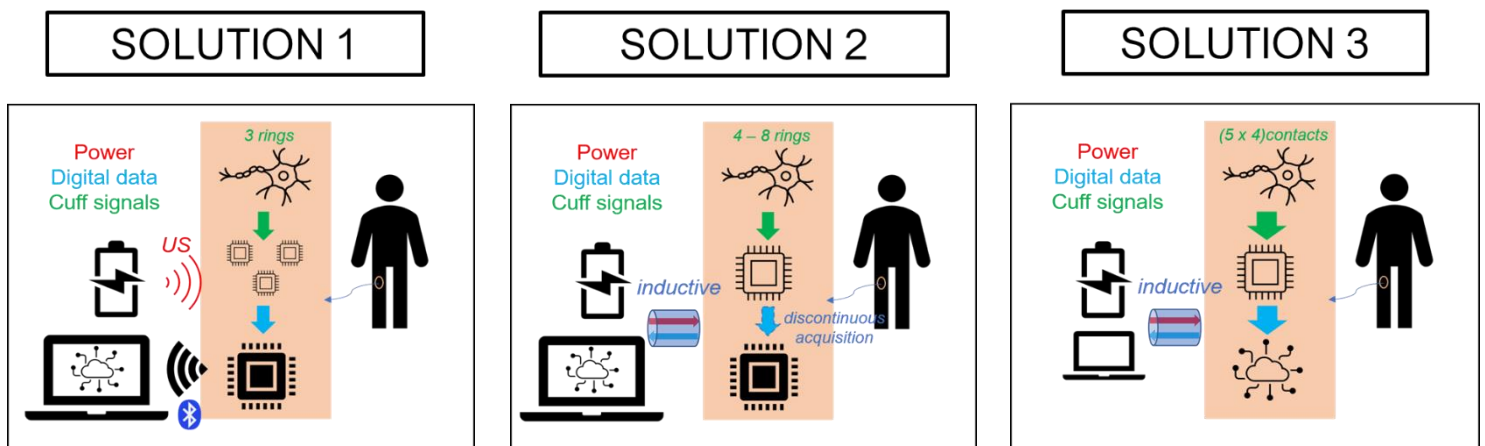 SOLUTION 1
SOLUTION 2
SOLUTION 3
3 rings
Power
Digital data
Cuff signals
US
4 – 8 rings
Power
Digital data
Cuff signals
inductive
discontinuous
acquisition
(5 x 4)contacts
Power
Digital data
Cuff signals
inductive